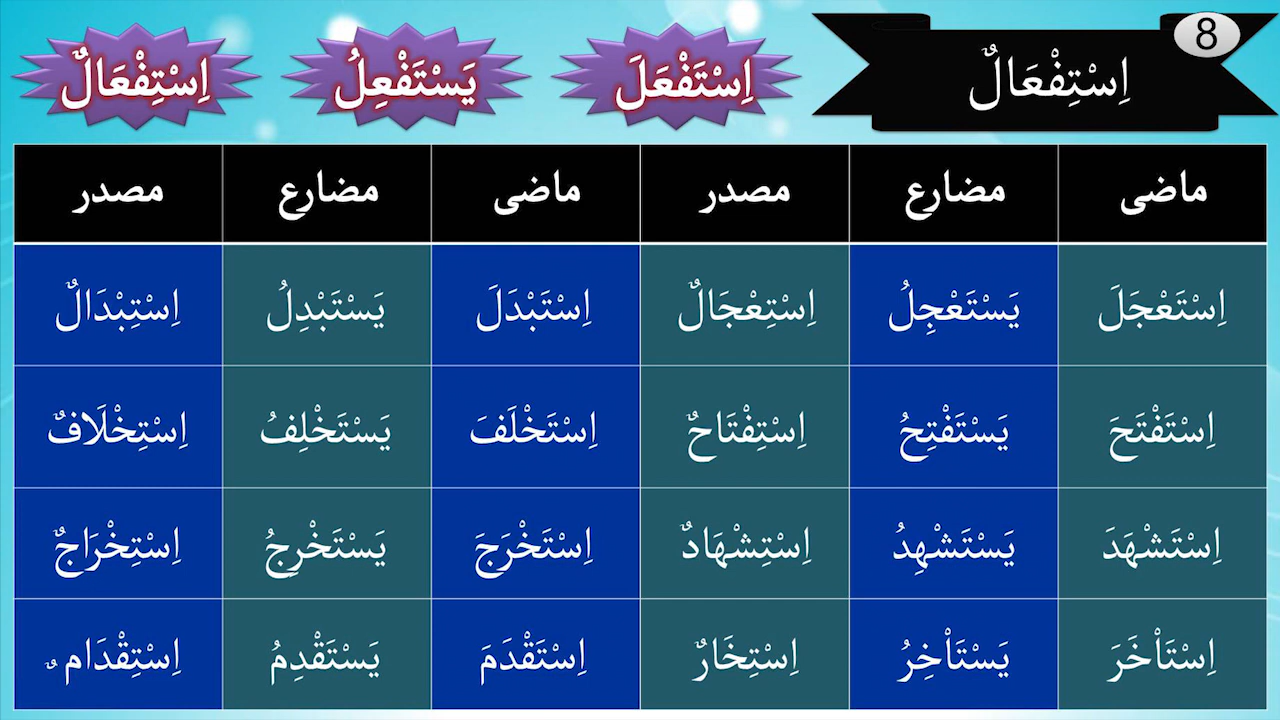 8
اِسْتِفْعَالٌ
اِسْتَفْعَلَ يَسْتَفْعِلُ اِسْتِفْعَالٌ
ماضی مضارع مصدر ماضی مضارع مصدر
اِسْتَعْجَلَ يَسْتَعْجِلُ اِسْتِعْجَالٌ اِسْتَبْدَلَ يَسْتَبْدِلُ اِسْتِبْدَالٌ
اِسْتَفْتَحَ يَسْتَفْتِحُ اِسْتِفْتَاحٌ اِسْتَخْلَفَ يَسْتَخْلِفُ اِسْتِخْلَافٌ
اِسْتَشْهَدَ يَسْتَشْهِدُ اِسْتِشْهَادٌ اِسْتَخْرَجَ يَسْتَخْرِجُ اِسْتِخْرَاجٌ
اِسْتَاْخَرَ يَسْتَاْخِرُ اِسْتِخَارٌ اِسْتَقْدَمَ يَسْتَقْدِمُ اِسْتِقْدَام ٌ